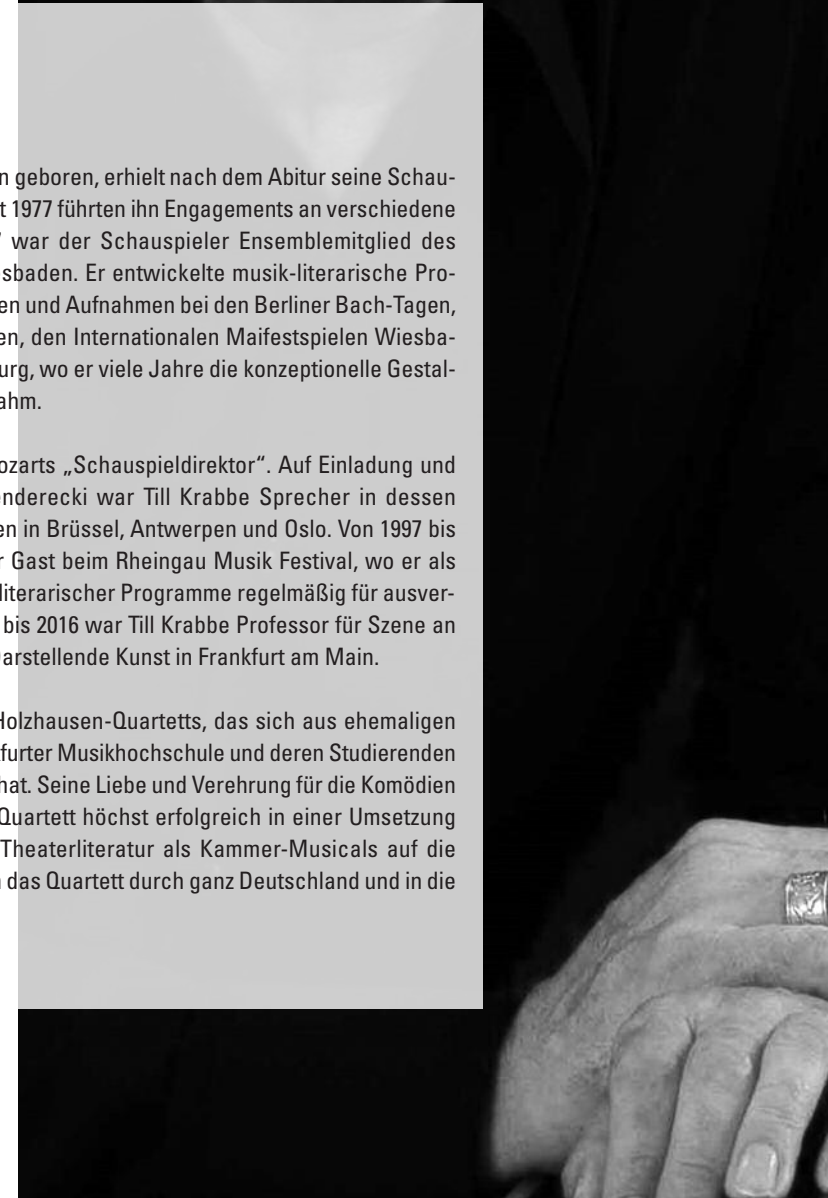 n geboren, erhielt nach dem Abitur seine Schau-
t 1977 führten ihn Engagements an verschiedene
war der Schauspieler Ensemblemitglied des
sbaden. Er entwickelte musik-literarische Pro-
en und Aufnahmen bei den Berliner Bach-Tagen,
en, den Internationalen Maifestspielen Wiesba-
urg, wo er viele Jahre die konzeptionelle Gestal-
ahm.
ozarts „Schauspieldirektor“. Auf Einladung und
enderecki war Till Krabbe Sprecher in dessen
en in Brüssel, Antwerpen und Oslo. Von 1997 bis
r Gast beim Rheingau Musik Festival, wo er als
literarischer Programme regelmäßig für ausver-
bis 2016 war Till Krabbe Professor für Szene an
Darstellende Kunst in Frankfurt am Main.
Holzhausen-Quartetts, das sich aus ehemaligen
kfurter Musikhochschule und deren Studierenden
hat. Seine Liebe und Verehrung für die Komödien
Quartett höchst erfolgreich in einer Umsetzung
Theaterliteratur als Kammer-Musicals auf die
n das Quartett durch ganz Deutschland und in die